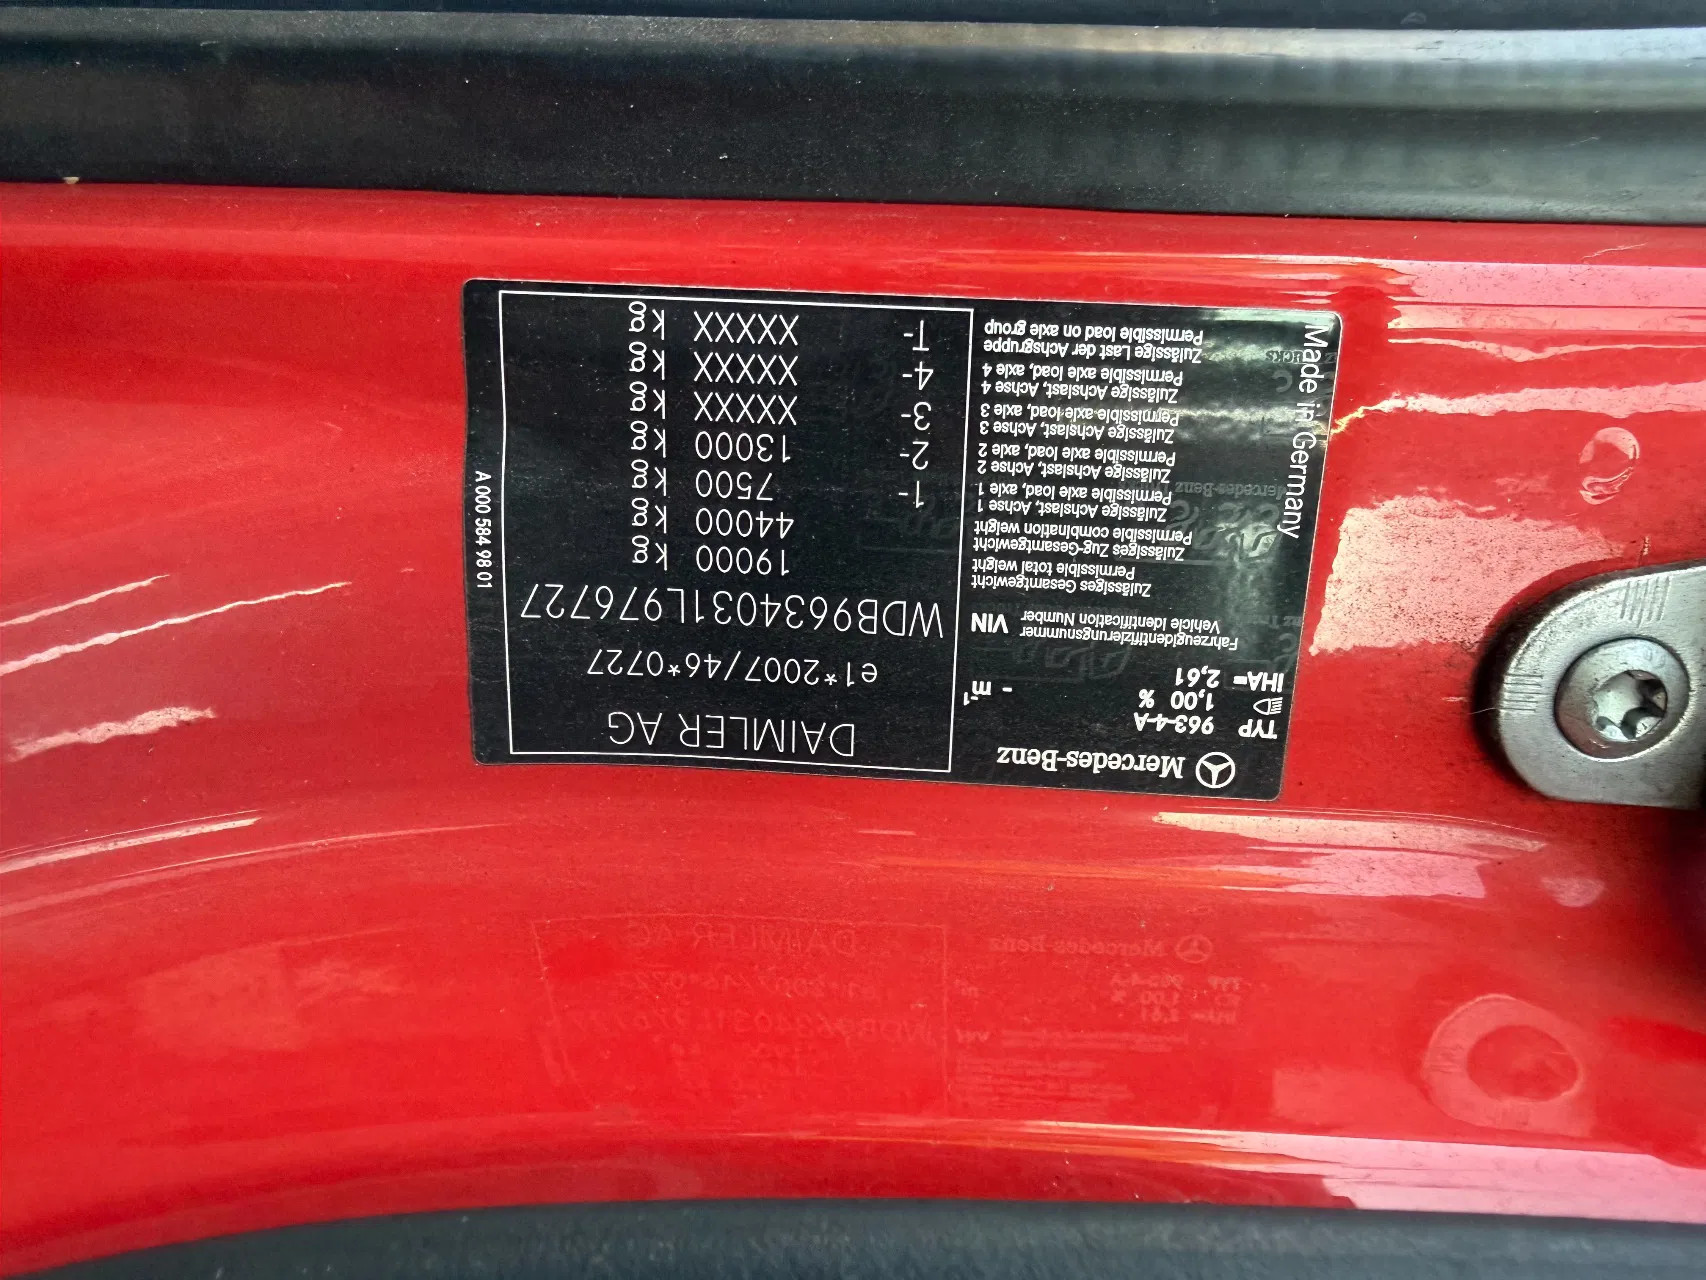 Mercedes-Benz
TYP 963-4-A
1,00 %
IHA= 2,61
- m⁻¹
Fahrzeugidentifizierungsnummer
Vehicle Identification Number
VIN
Zulässiges Gesamtgewicht
Permissible total weight
Zulässiges Zug-Gesamtgewicht
Permissible combination weight
Zulässige Achslast, Achse 1
Permissible axle load, axle 1
Zulässige Achslast, Achse 2
Permissible axle load, axle 2
Zulässige Achslast, Achse 3
Permissible axle load, axle 3
Zulässige Achslast, Achse 4
Permissible axle load, axle 4
Zulässige Last der Achsgruppe
Permissible load on axle group
Made in Germany
DAIMLER AG
e1*2007/46*0727
WDB9634031L976727
19000 kg
44000 kg
1- 7500 kg
2- 13000 kg
3- XXXXX kg
4- XXXXX kg
T- XXXXX kg
A 000 584 98 01